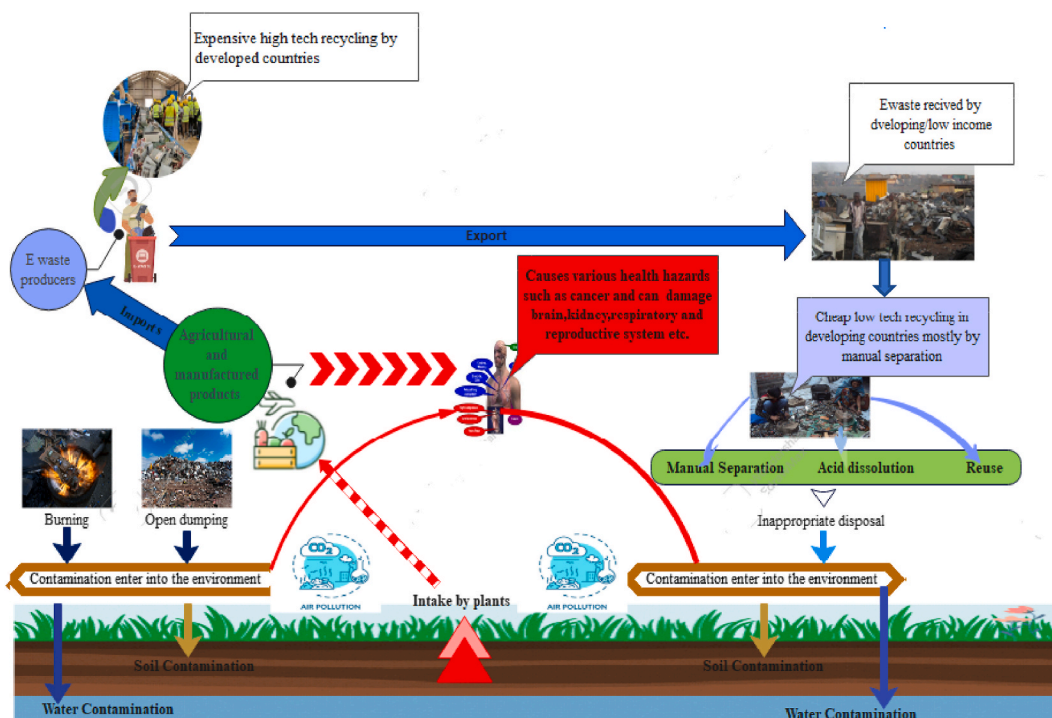 Expensive high tech recycling by
developed countries
Ewaste recived by
dveloping/low income
countries
Export
E waste
producers
Imports
Causes various health hazards
such as cancer and can damage
brain,kidney,respiratory and
reproductive system etc.
Agricultural
and
manufactured
products
Cheap low tech recycling in
developing countries mostly by
manual separation
Manual Separation
Acid dissolution
Reuse
Burning
Open dumping
Inappropriate disposal
Contamination enter into the environment
CO2
AIR POLLUTION
CO2
AIR POLLUTION
Contamination enter into the environment
Intake by plants
Soil Contamination
Soil Contamination
Water Contamination
Water Contamination